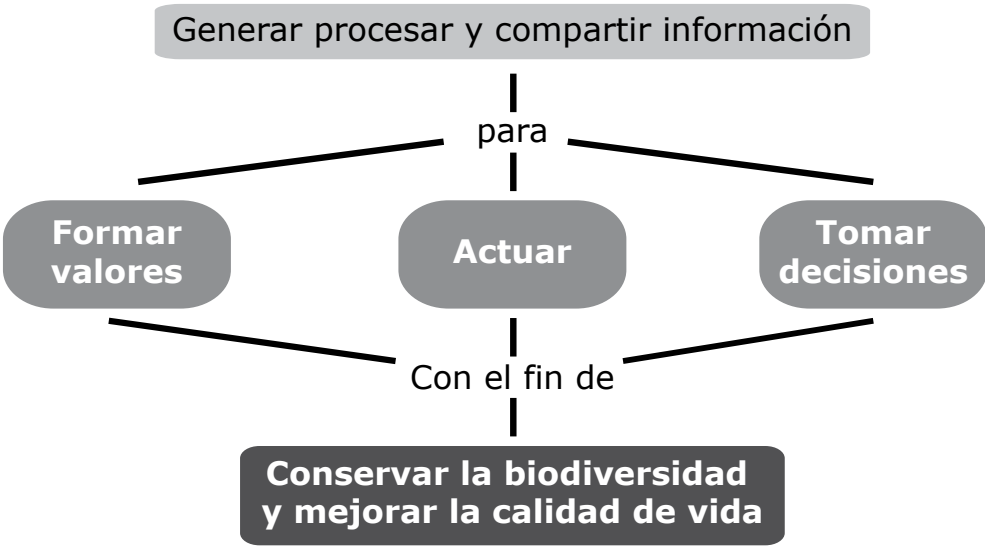 Generar procesar y compartir información
para
Formar
valores
Actuar
Tomar
decisiones
Con el fin de
Conservar la biodiversidad
y mejorar la calidad de vida